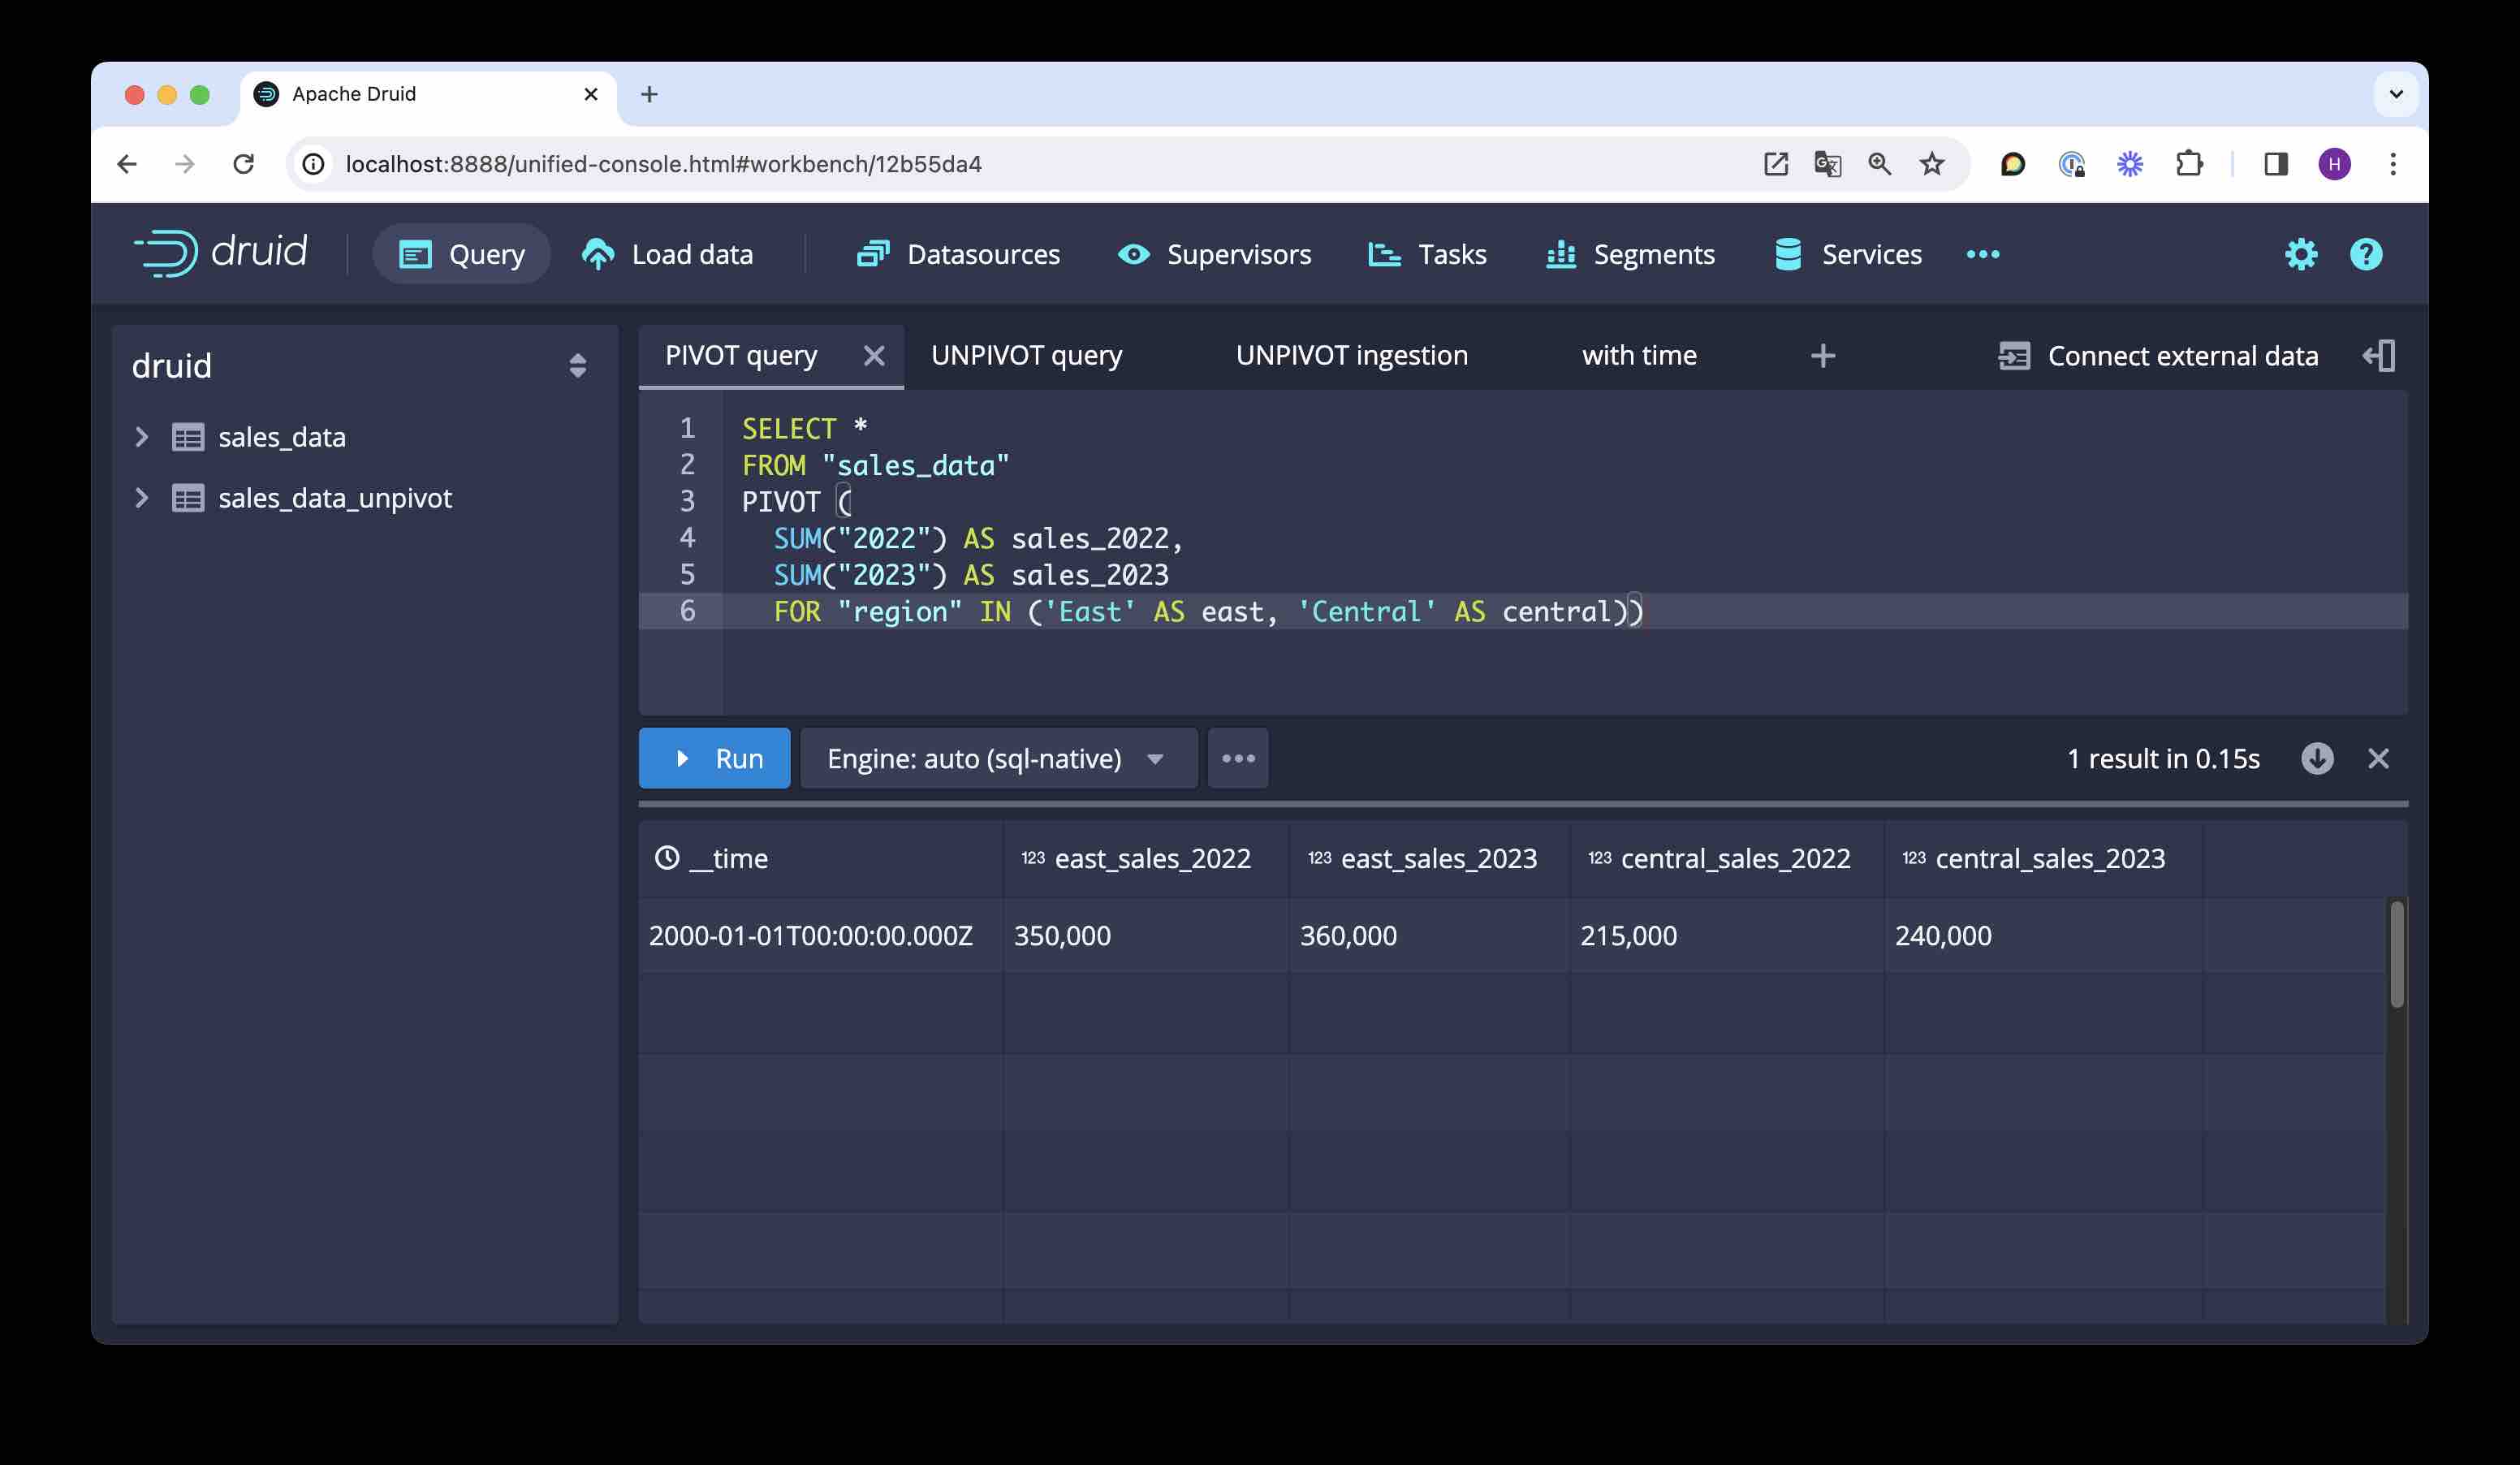 Apache Druid
localhost:8888/unified-console.html#workbench/12b55da4
H
druid
Query
Load data
Datasources
Supervisors
Tasks
Segments
Services
druid
sales_data
sales_data_unpivot
PIVOT query
UNPIVOT query
UNPIVOT ingestion
with time
Connect external data
1 SELECT *
2 FROM "sales_data"
3 PIVOT (
4 SUM("2022") AS sales_2022,
5 SUM("2023") AS sales_2023
6 FOR "region" IN ('East' AS east, 'Central' AS central))
Run
Engine: auto (sql-native)
1 result in 0.15s
__time
123 east_sales_2022
123 east_sales_2023
123 central_sales_2022
123 central_sales_2023
2000-01-01T00:00:00.000Z
350,000
360,000
215,000
240,000